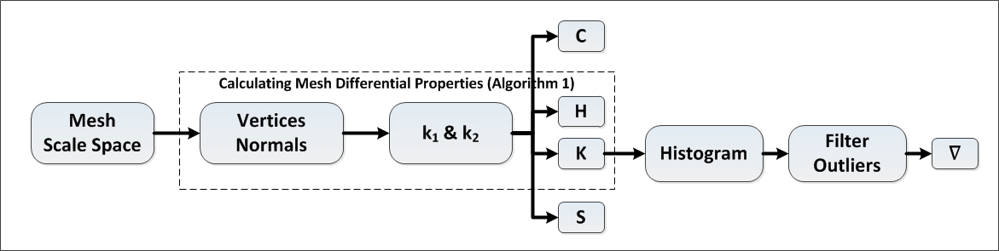 Calculating Mesh Differential Properties (Algorithm 1)
Mesh
Scale Space
Vertices
Normals
k₁ & k₂
C
H
K
S
Histogram
Filter
Outliers
∇